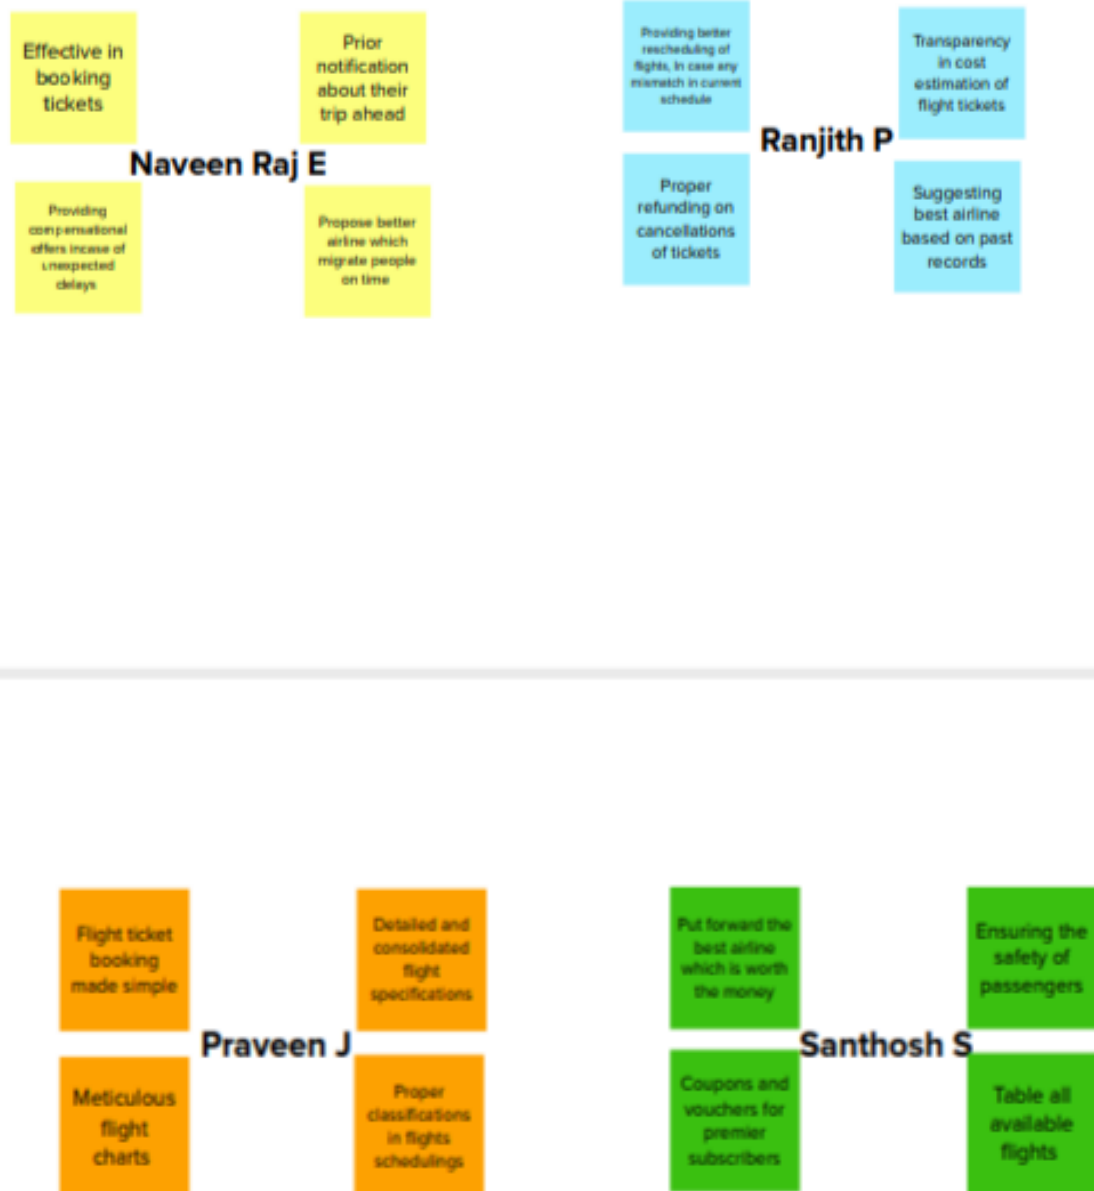 Effective in
booking
tickets
Prior
notification
about their
trip ahead
Naveen Raj E
Providing
compensational
offers incase of
unexpected
delays
Propose better
airline which
migrate people
on time
Providing better
rescheduling of
flights, In case any
mismatch in current
schedule
Transparency
in cost
estimation of
flight tickets
Ranjith P
Proper
refunding on
cancellations
of tickets
Suggesting
best airline
based on past
records
Flight ticket
booking
made simple
Detailed and
consolidated
flight
specifications
Praveen J
Meticulous
flight
charts
Proper
classifications
in flights
schedulings
Put forward the
best airline
which is worth
the money
Ensuring the
safety of
passengers
Santhosh S
Coupons and
vouchers for
premier
subscribers
Table all
available
flights